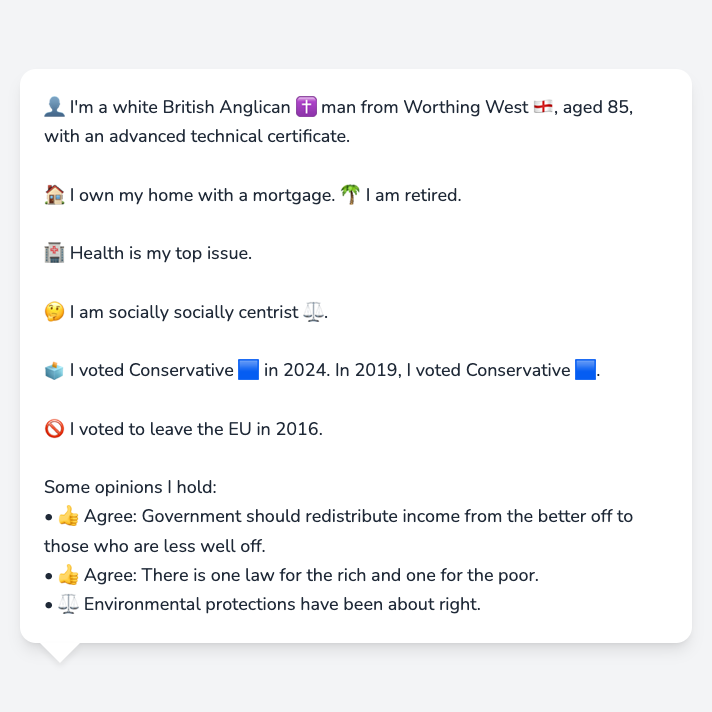 👤 I'm a white British Anglican ✝️ man from Worthing West 🏴󠁧󠁢󠁥󠁮󠁧󠁿, aged 85,
with an advanced technical certificate.
🏠 I own my home with a mortgage. 🌴 I am retired.
🏥 Health is my top issue.
🤔 I am socially socially centrist ⚖️.
🗳️ I voted Conservative 🟦 in 2024. In 2019, I voted Conservative 🟦.
🚫 I voted to leave the EU in 2016.
Some opinions I hold:
• 👍 Agree: Government should redistribute income from the better off to
those who are less well off.
• 👍 Agree: There is one law for the rich and one for the poor.
• ⚖️ Environmental protections have been about right.